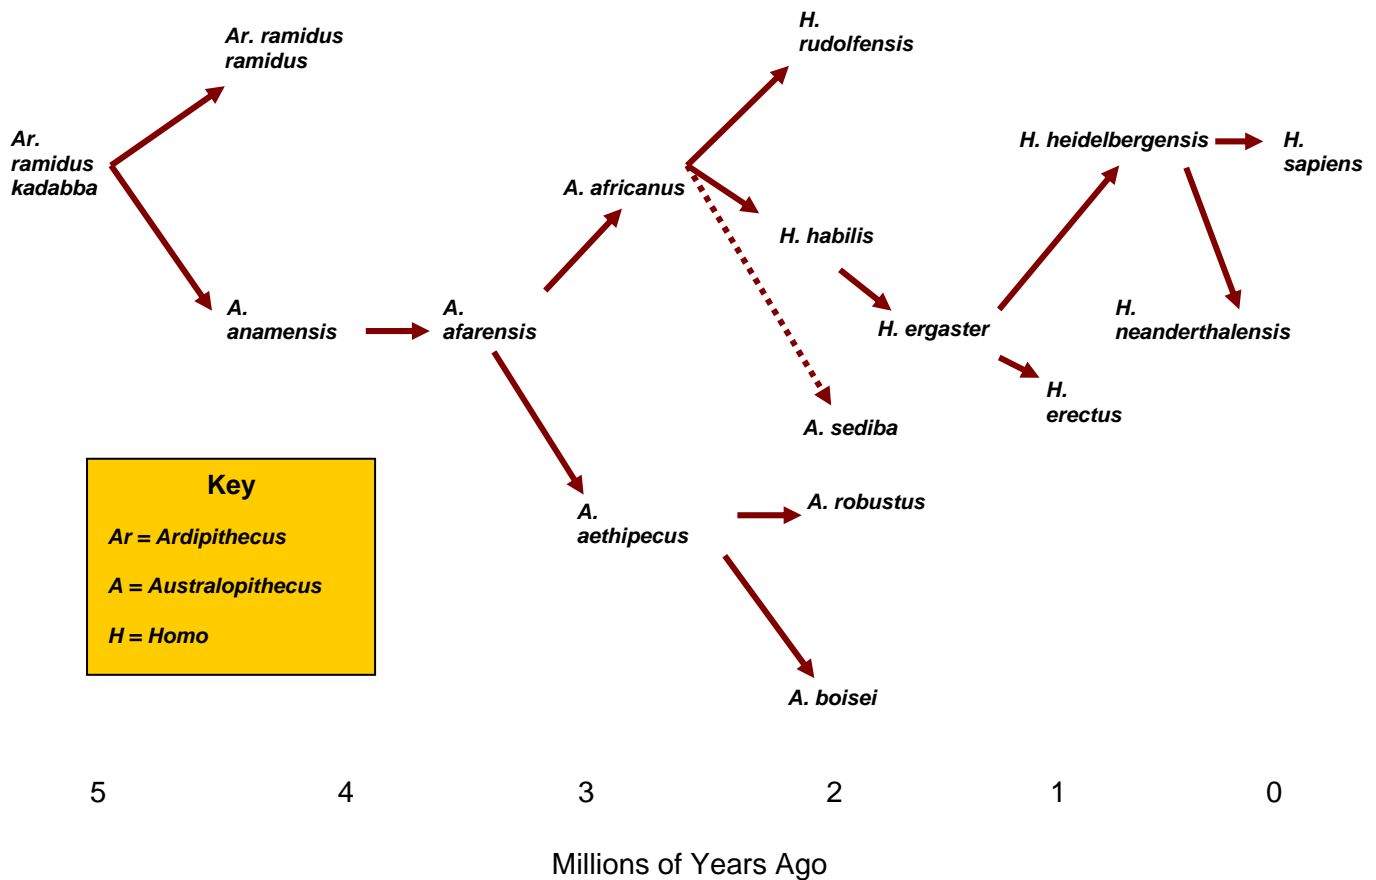 H.
rudolfensis
Ar. ramidus
ramidus
Ar.
ramidus
kadabba
H. heidelbergensis
H.
sapiens
A. africanus
H. habilis
A.
anamensis
A.
afarensis
H. ergaster
H.
neanderthalensis
H.
erectus
A. sediba
Key
Ar = Ardipithecus
A = Australopithecus
H = Homo
A. robustus
A.
aethipecus
A. boisei
5 4 3 2 1 0
Millions of Years Ago